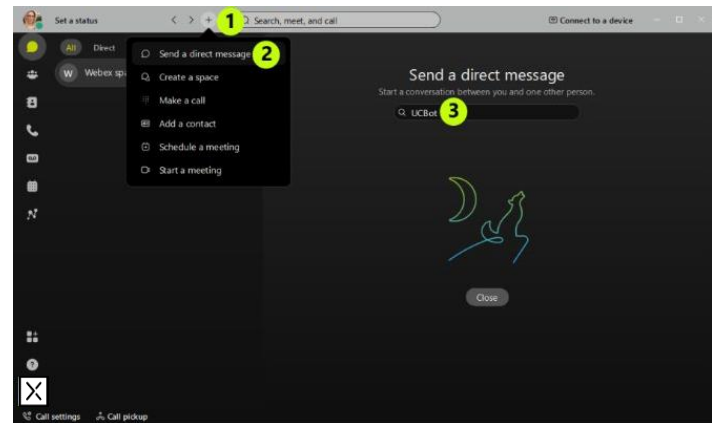 Set a status
1
Search, meet, and call
Connect to a device
All Direct
W Webex spa
Send a direct message 2
Create a space
Make a call
Add a contact
Schedule a meeting
Start a meeting
Send a direct message
Start a conversation between you and one other person.
UCBot 3
Close
X
Call settings
Call pickup